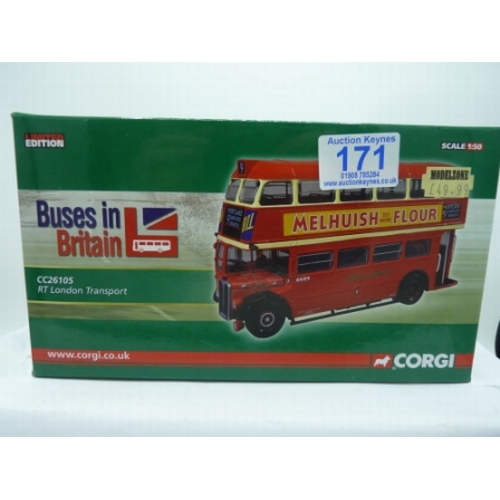 LIMITED
EDITION
Auction Keynes
171
01908 785284
www.auctionkeynes.co.uk
SCALE 1:50
MODELZONE
£49.99
9
MELHUISH FLOUR
Buses in
Britain
CC26105
RT London Transport
www.corgi.co.uk
CORGI